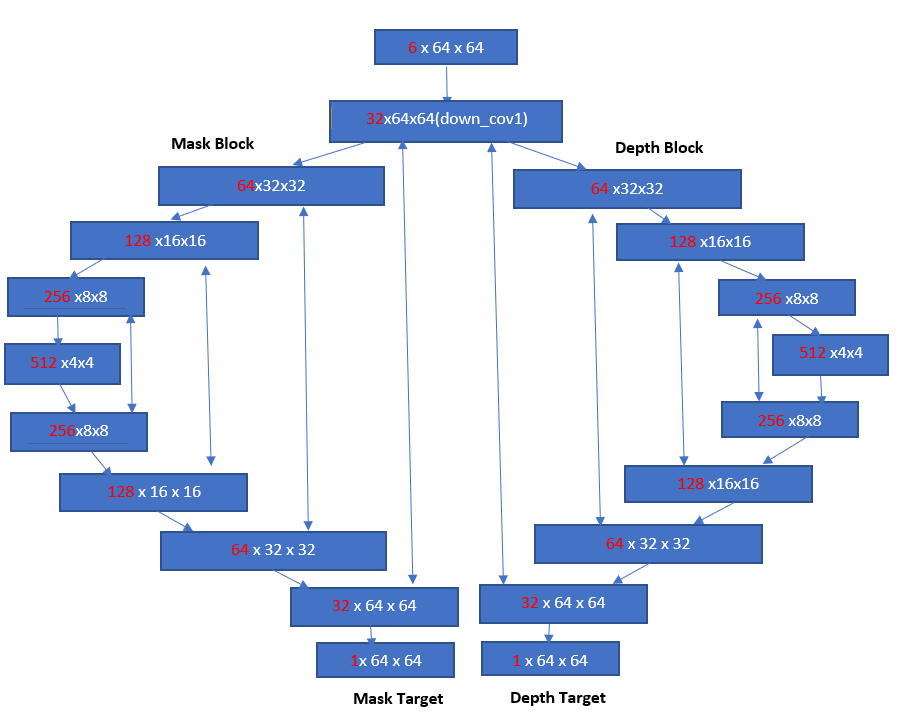 6 x 64 x 64
32x64x64(down_cov1)
Mask Block
Depth Block
64x32x32
64 x32x32
128 x16x16
128 x16x16
256 x8x8
256 x8x8
512 x4x4
512 x4x4
256x8x8
256 x8x8
128 x 16 x 16
128 x16x16
64 x 32 x 32
64 x 32 x 32
32 x 64 x 64
32 x 64 x 64
1x 64 x 64
1 x 64 x 64
Mask Target
Depth Target